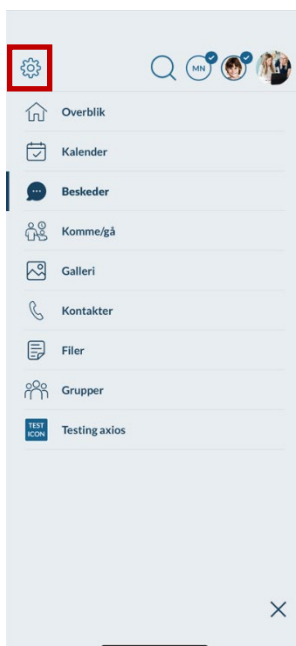 MN
Overblik
Kalender
Beskeder
Komme/gå
Galleri
Kontakter
Filer
Grupper
TEST
ICON
Testing axios